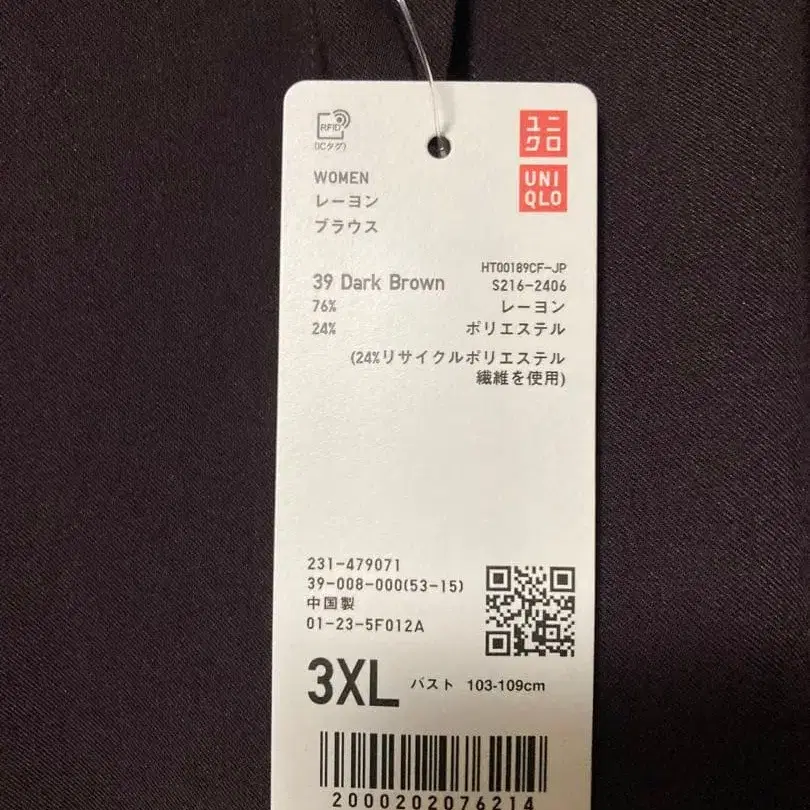 RFID
(ICタグ)
ユニ
クロ
UNI
QLO
WOMEN
レーヨン
ブラウス
HT00189CF-JP
39 Dark Brown
S216-2406
76% レーヨン
24% ポリエステル
(24%リサイクルポリエステル
繊維を使用)
231-479071
39-008-000(53-15)
中国製
01-23-5F012A
3XL バスト 103-109cm
2000202076214